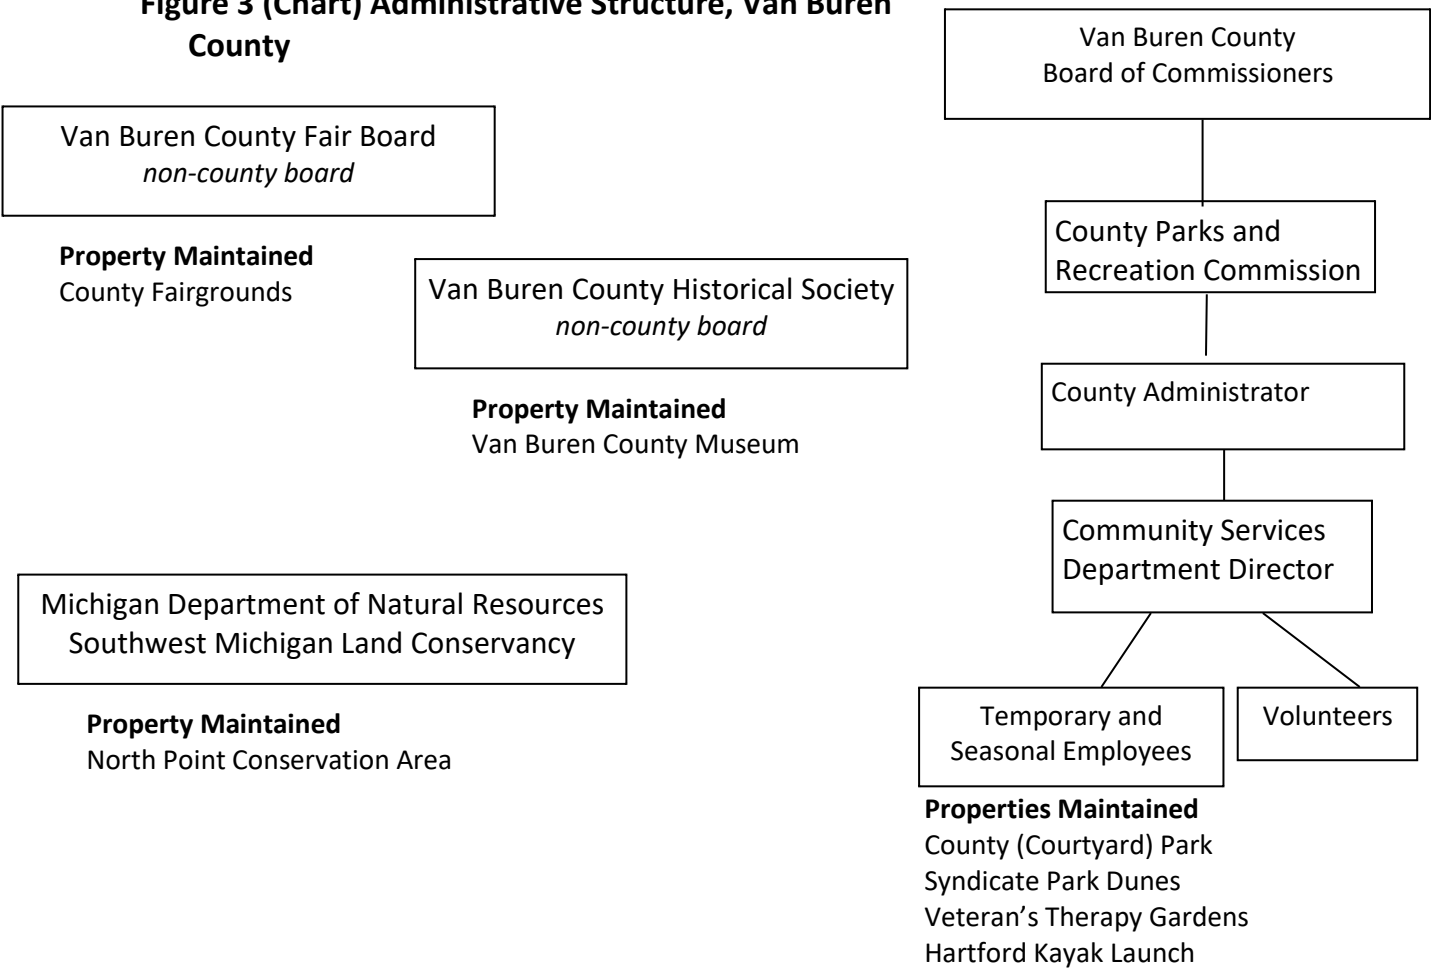 Figure 3 (Chart) Administrative Structure, Van Buren
County
Van Buren County
Board of Commissioners
Van Buren County Fair Board
non-county board
Property Maintained
County Fairgrounds
Van Buren County Historical Society
non-county board
Property Maintained
Van Buren County Museum
County Parks and
Recreation Commission
County Administrator
Community Services
Department Director
Michigan Department of Natural Resources
Southwest Michigan Land Conservancy
Property Maintained
North Point Conservation Area
Temporary and
Seasonal Employees
Volunteers
Properties Maintained
County (Courtyard) Park
Syndicate Park Dunes
Veteran’s Therapy Gardens
Hartford Kayak Launch